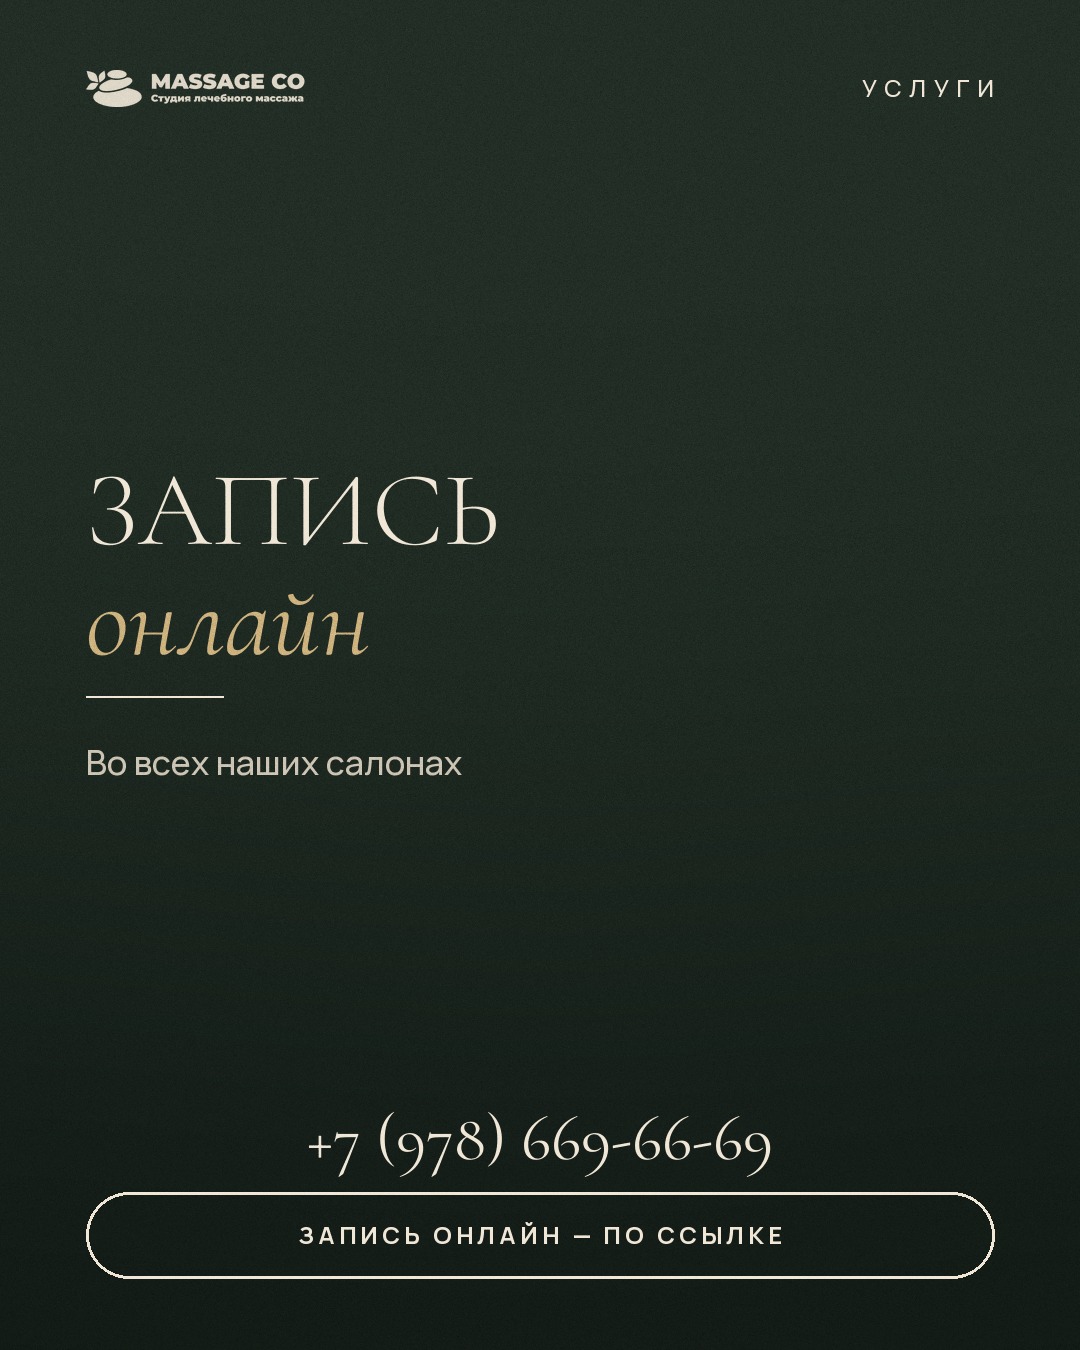 MASSAGE CO
Студия лечебного массажа
УСЛУГИ
ЗАПИСЬ
онлайн
Во всех наших салонах
+7 (978) 669-66-69
ЗАПИСЬ ОНЛАЙН — ПО ССЫЛКЕ